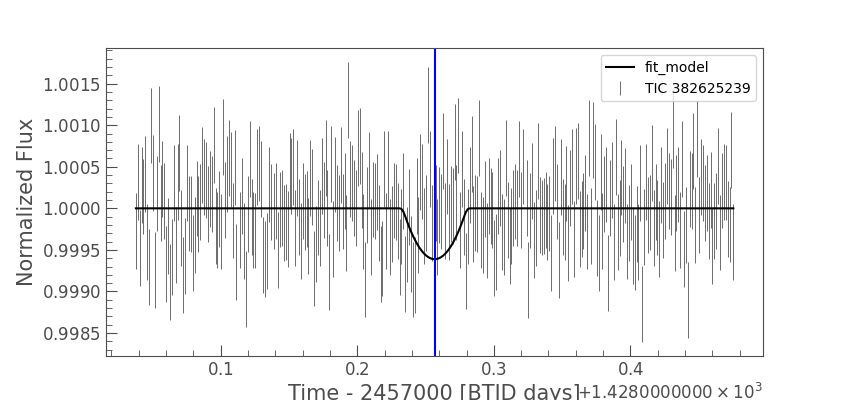 fit_model
TIC 382625239
Normalized Flux
1.0015
1.0010
1.0005
1.0000
0.9995
0.9990
0.9985
0.1 0.2 0.3 0.4
Time - 2457000 [BTJD days]
+1.4280000000 × 10³